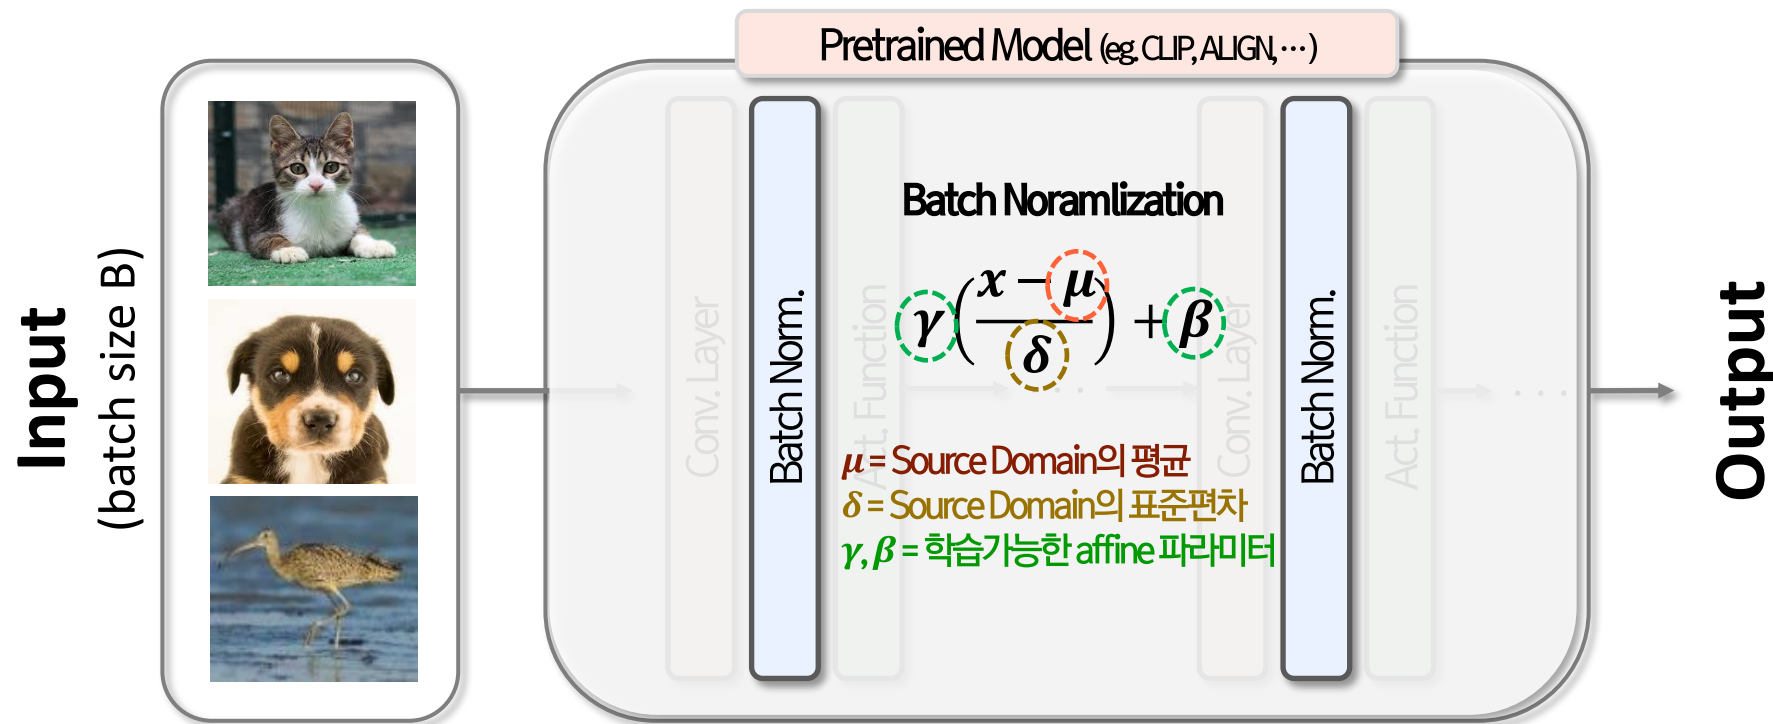 Pretrained Model (eg. CLIP, ALIGN, ⋯)
Input
(batch size B)
Conv. Layer
Batch Norm.
Act. Function
Batch Noramlization
γ(x − μ / δ) + β
. .
μ = Source Domain의 평균
δ = Source Domain의 표준편차
γ, β = 학습가능한 affine 파라미터
Conv. Layer
Batch Norm.
Act. Function
. . .
Output